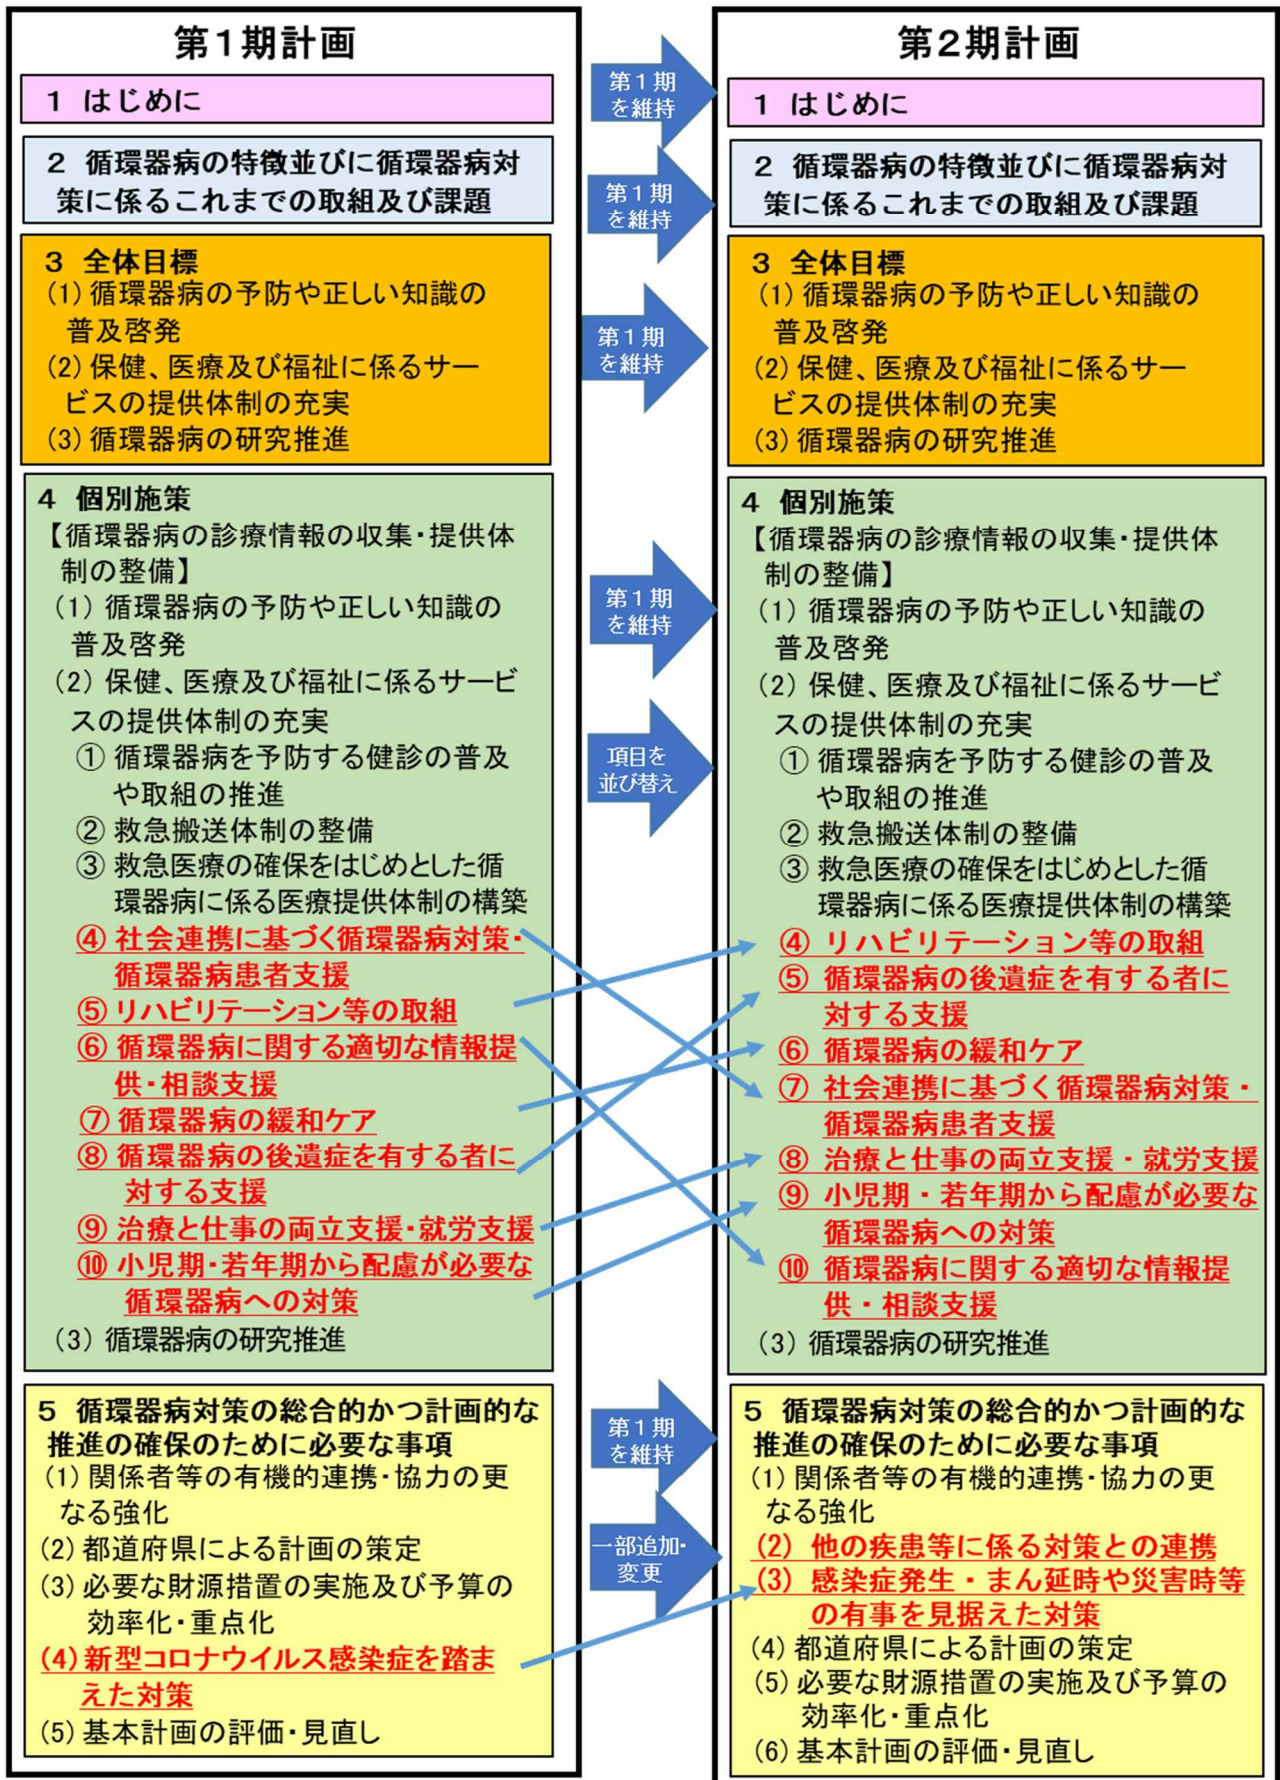 第1期計画
1 はじめに
2 循環器病の特徴並びに循環器病対
策に係るこれまでの取組及び課題
3 全体目標
(1) 循環器病の予防や正しい知識の
普及啓発
(2) 保健、医療及び福祉に係るサー
ビスの提供体制の充実
(3) 循環器病の研究推進
4 個別施策
【循環器病の診療情報の収集・提供体
制の整備】
(1) 循環器病の予防や正しい知識の
普及啓発
(2) 保健、医療及び福祉に係るサービ
スの提供体制の充実
① 循環器病を予防する健診の普及
や取組の推進
② 救急搬送体制の整備
③ 救急医療の確保をはじめとした循
環器病に係る医療提供体制の構築
④ 社会連携に基づく循環器病対策・
循環器病患者支援
⑤ リハビリテーション等の取組
⑥ 循環器病に関する適切な情報提
供・相談支援
⑦ 循環器病の緩和ケア
⑧ 循環器病の後遺症を有する者に
対する支援
⑨ 治療と仕事の両立支援・就労支援
⑩ 小児期・若年期から配慮が必要な
循環器病への対策
(3) 循環器病の研究推進
5 循環器病対策の総合的かつ計画的な
推進の確保のために必要な事項
(1) 関係者等の有機的連携・協力の更
なる強化
(2) 都道府県による計画の策定
(3) 必要な財源措置の実施及び予算の
効率化・重点化
(4) 新型コロナウイルス感染症を踏ま
えた対策
(5) 基本計画の評価・見直し
第1期
を維持
第1期
を維持
第1期
を維持
第1期
を維持
項目を
並び替え
第1期
を維持
一部追加・
変更
第2期計画
1 はじめに
2 循環器病の特徴並びに循環器病対
策に係るこれまでの取組及び課題
3 全体目標
(1) 循環器病の予防や正しい知識の
普及啓発
(2) 保健、医療及び福祉に係るサー
ビスの提供体制の充実
(3) 循環器病の研究推進
4 個別施策
【循環器病の診療情報の収集・提供体
制の整備】
(1) 循環器病の予防や正しい知識の
普及啓発
(2) 保健、医療及び福祉に係るサービ
スの提供体制の充実
① 循環器病を予防する健診の普及
や取組の推進
② 救急搬送体制の整備
③ 救急医療の確保をはじめとした循
環器病に係る医療提供体制の構築
④ リハビリテーション等の取組
⑤ 循環器病の後遺症を有する者に
対する支援
⑥ 循環器病の緩和ケア
⑦ 社会連携に基づく循環器病対策・
循環器病患者支援
⑧ 治療と仕事の両立支援・就労支援
⑨ 小児期・若年期から配慮が必要な
循環器病への対策
⑩ 循環器病に関する適切な情報提
供・相談支援
(3) 循環器病の研究推進
5 循環器病対策の総合的かつ計画的な
推進の確保のために必要な事項
(1) 関係者等の有機的連携・協力の更
なる強化
(2) 他の疾患等に係る対策との連携
(3) 感染症発生・まん延時や災害時等
の有事を見据えた対策
(4) 都道府県による計画の策定
(5) 必要な財源措置の実施及び予算の
効率化・重点化
(6) 基本計画の評価・見直し